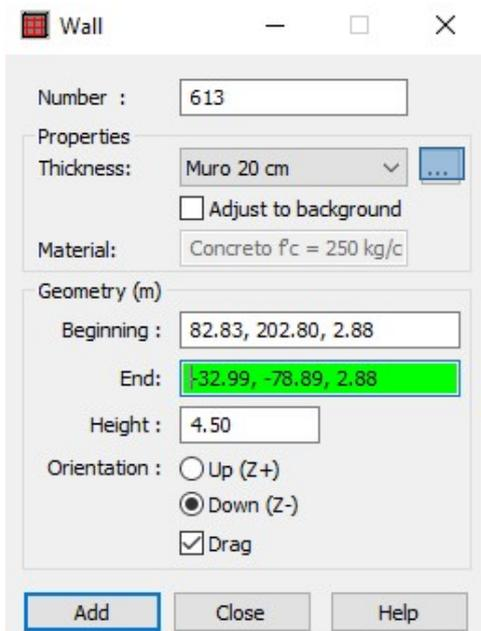 Wall
Number : 613
Properties
Thickness: Muro 20 cm ...
Adjust to background
Material: Concreto f'c = 250 kg/c
Geometry (m)
Beginning : 82.83, 202.80, 2.88
End: -32.99, -78.89, 2.88
Height : 4.50
Orientation : Up (Z+)
Down (Z-)
Drag
Add Close Help